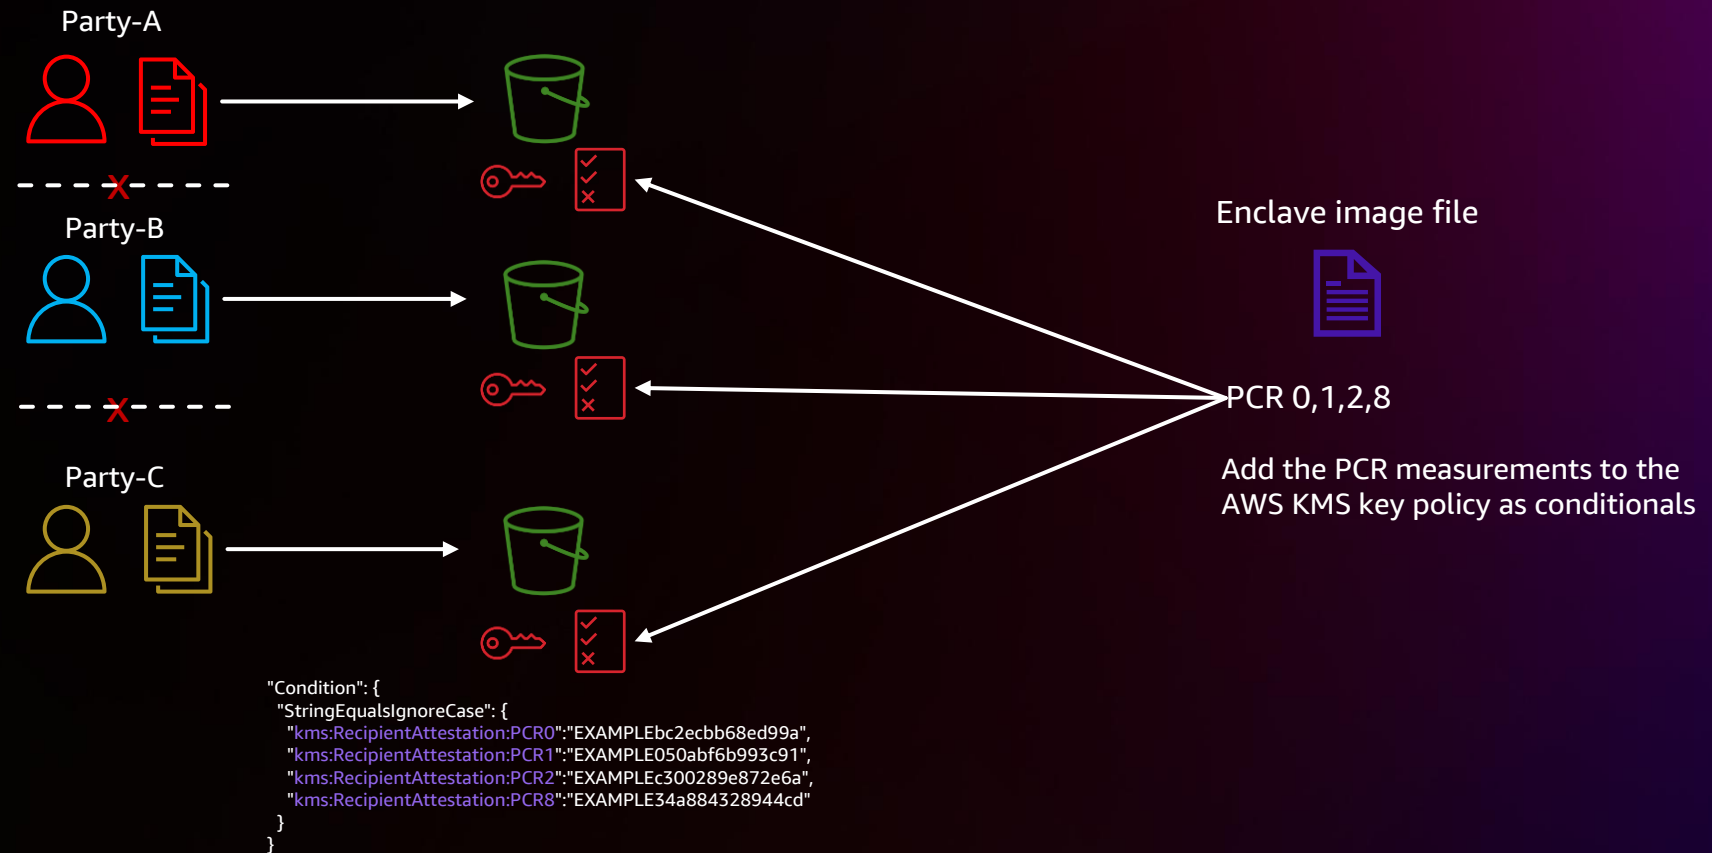 Party-A
X
Party-B
X
Party-C
Enclave image file
PCR 0,1,2,8
Add the PCR measurements to the
AWS KMS key policy as conditionals
"Condition": {
"StringEqualsIgnoreCase": {
"kms:RecipientAttestation:PCR0":"EXAMPLEbc2ecbb68ed99a",
"kms:RecipientAttestation:PCR1":"EXAMPLE050abf6b993c91",
"kms:RecipientAttestation:PCR2":"EXAMPLEc300289e872e6a",
"kms:RecipientAttestation:PCR8":"EXAMPLE34a884328944cd"
}
}